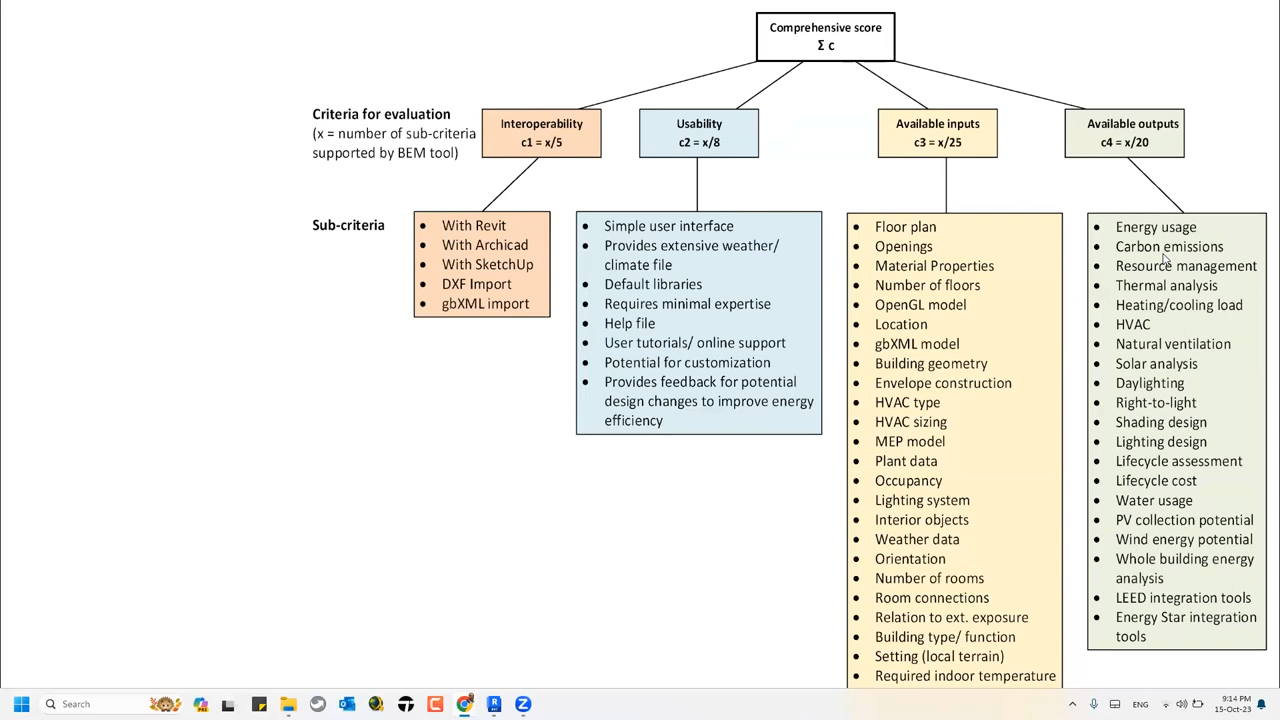 Comprehensive score
Σ c
Criteria for evaluation
(x = number of sub-criteria
supported by BEM tool)
Interoperability
c1 = x/5
Usability
c2 = x/8
Available inputs
c3 = x/25
Available outputs
c4 = x/20
Sub-criteria
• With Revit
• With Archicad
• With SketchUp
• DXF Import
• gbXML import
• Simple user interface
• Provides extensive weather/
climate file
• Default libraries
• Requires minimal expertise
• Help file
• User tutorials/ online support
• Potential for customization
• Provides feedback for potential
design changes to improve energy
efficiency
• Floor plan
• Openings
• Material Properties
• Number of floors
• OpenGL model
• Location
• gbXML model
• Building geometry
• Envelope construction
• HVAC type
• HVAC sizing
• MEP model
• Plant data
• Occupancy
• Lighting system
• Interior objects
• Weather data
• Orientation
• Number of rooms
• Room connections
• Relation to ext. exposure
• Building type/ function
• Setting (local terrain)
• Required indoor temperature
• Energy usage
• Carbon emissions
• Resource management
• Thermal analysis
• Heating/cooling load
• HVAC
• Natural ventilation
• Solar analysis
• Daylighting
• Right-to-light
• Shading design
• Lighting design
• Lifecycle assessment
• Lifecycle cost
• Water usage
• PV collection potential
• Wind energy potential
• Whole building energy
analysis
• LEED integration tools
• Energy Star integration
tools
Search
ENG
9:14 PM
15-Oct-23